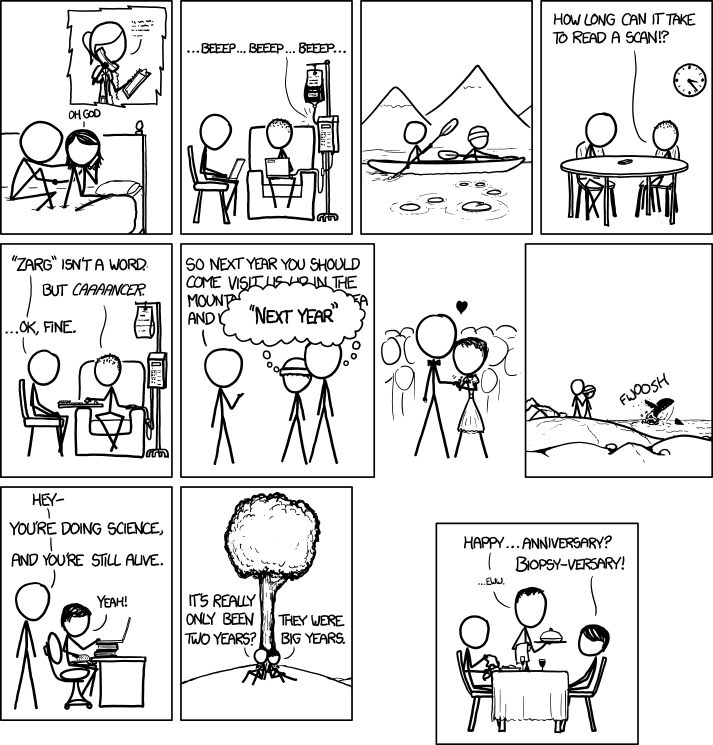 OH GOD
...BEEEP... BEEEP... BEEEP...
HOW LONG CAN IT TAKE
TO READ A SCAN!?
"ZARG" ISN'T A WORD.
BUT CAAAANCER.
...OK, FINE.
SO NEXT YEAR YOU SHOULD
COME VISIT US UP IN THE
AND
"NEXT YEAR"
FWOOSH
HEY–
YOU'RE DOING SCIENCE,
AND YOU'RE STILL ALIVE.
YEAH!
IT'S REALLY
ONLY BEEN
TWO YEARS?
THEY WERE
BIG YEARS.
HAPPY... ANNIVERSARY?
BIOPSY-VERSARY!
...EWW.